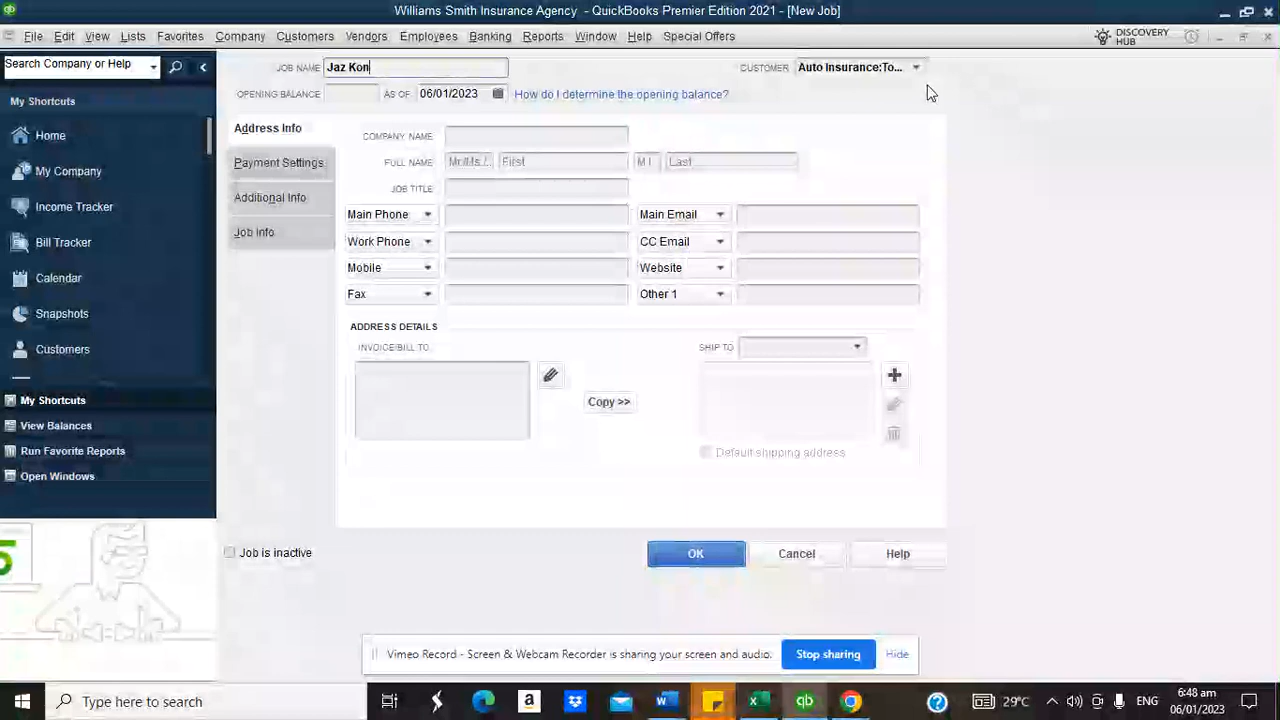 Williams Smith Insurance Agency - QuickBooks Premier Edition 2021 - [New Job]
File Edit View Lists Favorites Company Customers Vendors Employees Banking Reports Window Help Special Offers DISCOVERY HUB
Search Company or Help
My Shortcuts
Home
My Company
Income Tracker
Bill Tracker
Calendar
Snapshots
Customers
My Shortcuts
View Balances
Run Favorite Reports
Open Windows
JOB NAME Jaz Kon CUSTOMER Auto Insurance:To...
OPENING BALANCE AS OF 06/01/2023 How do I determine the opening balance?
Address Info
Payment Settings
Additional Info
Job Info
COMPANY NAME
FULL NAME Mr/Ms./.. First M.I. Last
JOB TITLE
Main Phone Main Email
Work Phone CC Email
Mobile Website
Fax Other 1
ADDRESS DETAILS
INVOICE/BILL TO SHIP TO
Copy >>
Default shipping address
Job is inactive
OK Cancel Help
Vimeo Record - Screen & Webcam Recorder is sharing your screen and audio. Stop sharing Hide
Type here to search
29°C ENG 6:48 am
06/01/2023